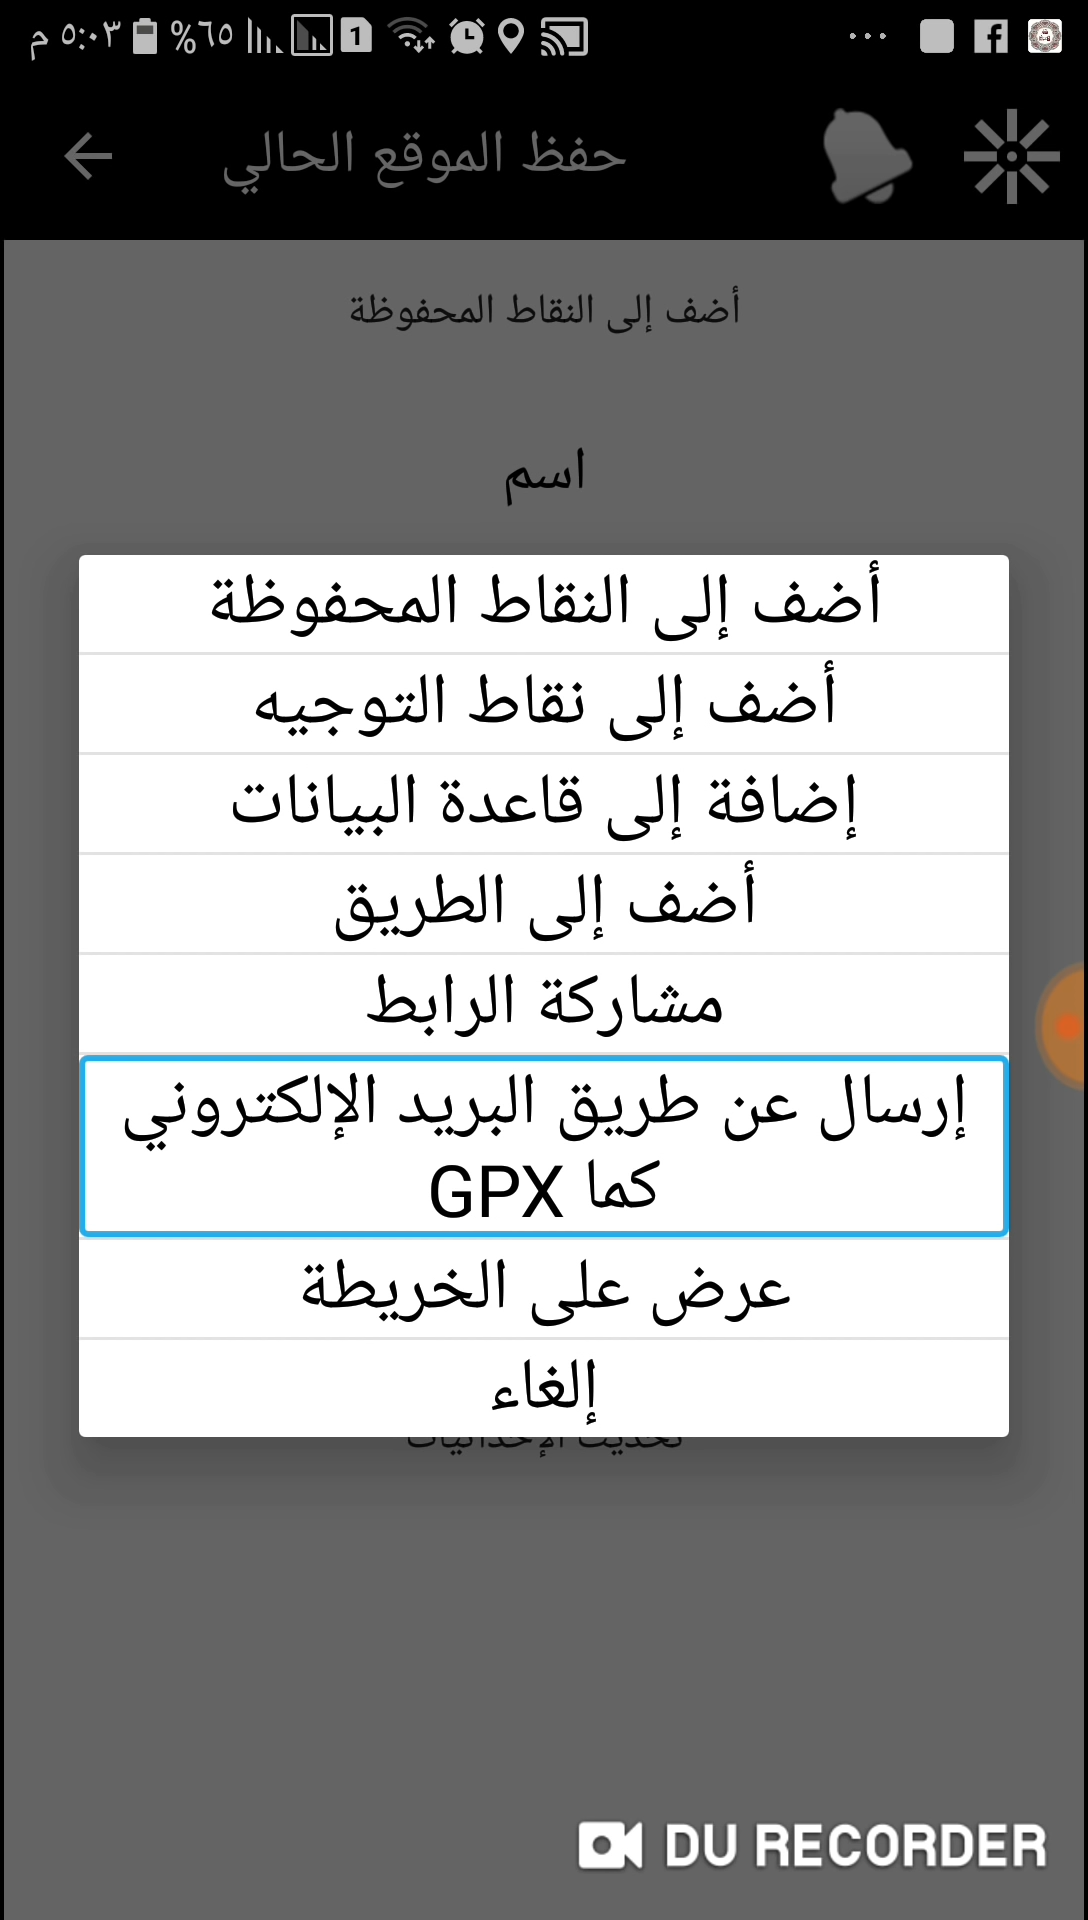 ٥:٠٣ م
%٦٥
1
حفظ الموقع الحالي
أضف إلى النقاط المحفوظة
اسم
أضف إلى النقاط المحفوظة
أضف إلى نقاط التوجيه
إضافة إلى قاعدة البيانات
أضف إلى الطريق
مشاركة الرابط
إرسال عن طريق البريد الإلكتروني
كما GPX
عرض على الخريطة
إلغاء
تحديث الإحداثيات
DU RECORDER